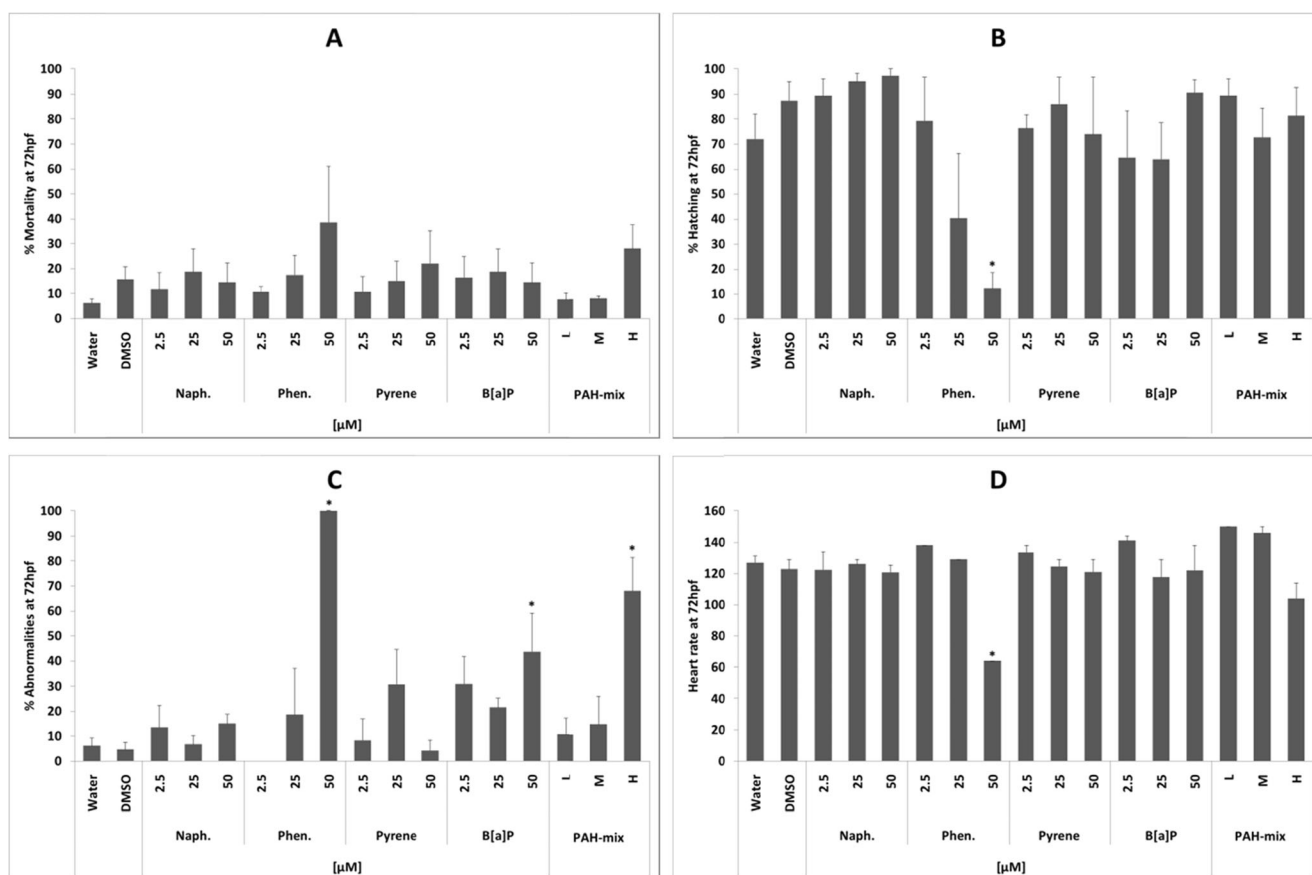 A
% Mortality at 72hpf
100
90
80
70
60
50
40
30
20
10
0
Water DMSO 2.5 25 50 2.5 25 50 2.5 25 50 2.5 25 50 L M H
Naph. Phen. Pyrene B[a]P PAH-mix
[µM]
B
% Hatching at 72hpf
100
90
80
70
60
50
40
30
20
10
0
*
Water DMSO 2.5 25 50 2.5 25 50 2.5 25 50 2.5 25 50 L M H
Naph. Phen. Pyrene B[a]P PAH-mix
[µM]
C
% Abnormalities at 72hpf
100
90
80
70
60
50
40
30
20
10
0
* * *
Water DMSO 2.5 25 50 2.5 25 50 2.5 25 50 2.5 25 50 L M H
Naph. Phen. Pyrene B[a]P PAH-mix
[µM]
D
Heart rate at 72hpf
160
140
120
100
80
60
40
20
0
*
Water DMSO 2.5 25 50 2.5 25 50 2.5 25 50 2.5 25 50 L M H
Naph. Phen. Pyrene B[a]P PAH-mix
[µM]